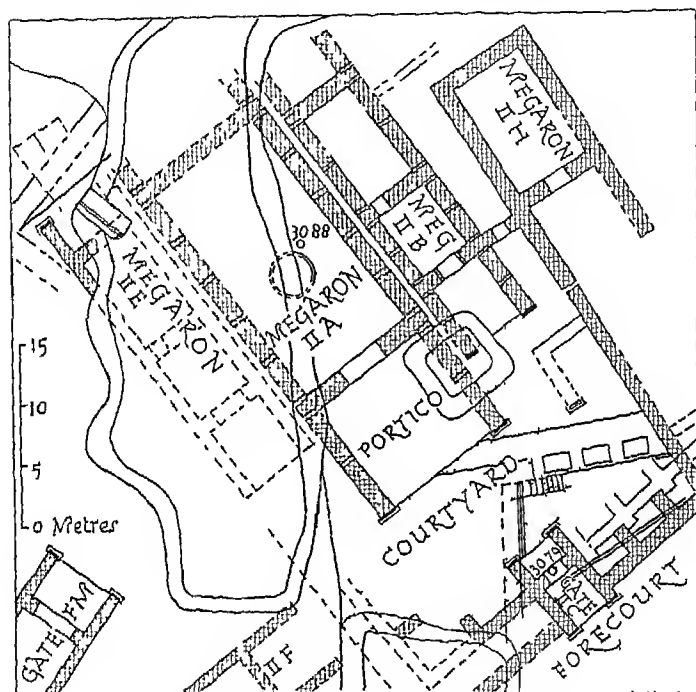 MEGARON
II H
MEG
II B
3088
MEGARON
II E
MEGARON
II A
15
10
5
0 Metres
PORTICO
COURTYARD
3079
GATE
II C
FORECOURT
GATE
FM
II F